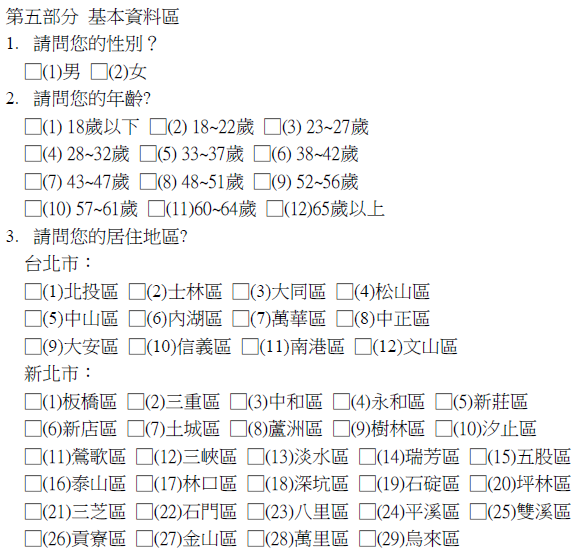 第五部分 基本資料區
1. 請問您的性別？
□(1)男 □(2)女
2. 請問您的年齡?
□(1) 18歲以下 □(2) 18~22歲 □(3) 23~27歲
□(4) 28~32歲 □(5) 33~37歲 □(6) 38~42歲
□(7) 43~47歲 □(8) 48~51歲 □(9) 52~56歲
□(10) 57~61歲 □(11)60~64歲 □(12)65歲以上
3. 請問您的居住地區?
台北市：
□(1)北投區 □(2)士林區 □(3)大同區 □(4)松山區
□(5)中山區 □(6)內湖區 □(7)萬華區 □(8)中正區
□(9)大安區 □(10)信義區 □(11)南港區 □(12)文山區
新北市：
□(1)板橋區 □(2)三重區 □(3)中和區 □(4)永和區 □(5)新莊區
□(6)新店區 □(7)土城區 □(8)蘆洲區 □(9)樹林區 □(10)汐止區
□(11)鶯歌區 □(12)三峽區 □(13)淡水區 □(14)瑞芳區 □(15)五股區
□(16)泰山區 □(17)林口區 □(18)深坑區 □(19)石碇區 □(20)坪林區
□(21)三芝區 □(22)石門區 □(23)八里區 □(24)平溪區 □(25)雙溪區
□(26)貢寮區 □(27)金山區 □(28)萬里區 □(29)烏來區